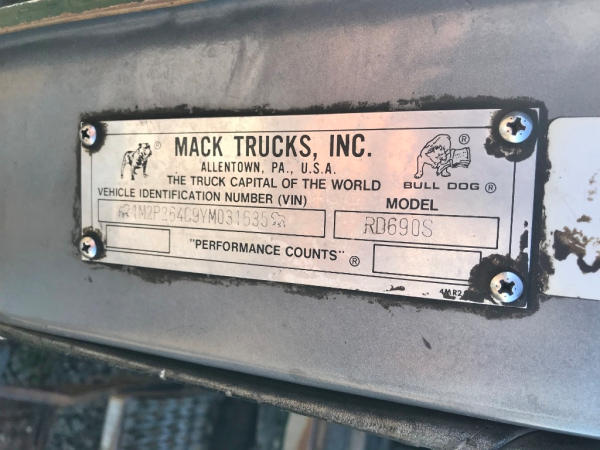 MACK TRUCKS, INC.
ALLENTOWN, PA., U.S.A.
THE TRUCK CAPITAL OF THE WORLD
BULL DOG ®
VEHICLE IDENTIFICATION NUMBER (VIN)
MODEL
1M2P264C9YM031635
RD690S
"PERFORMANCE COUNTS" ®